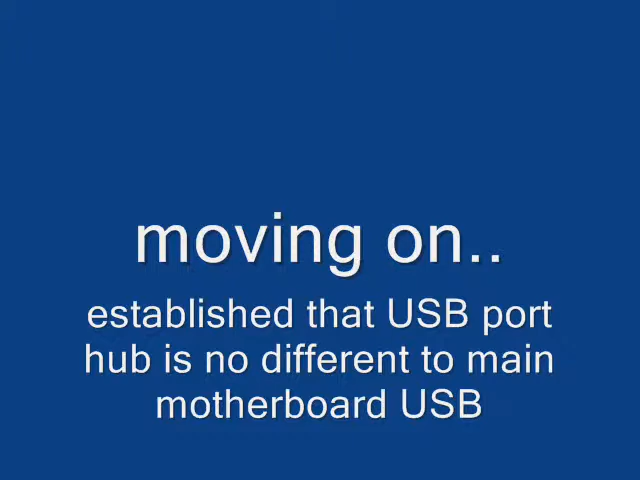 moving on..
established that USB port
hub is no different to main
motherboard USB